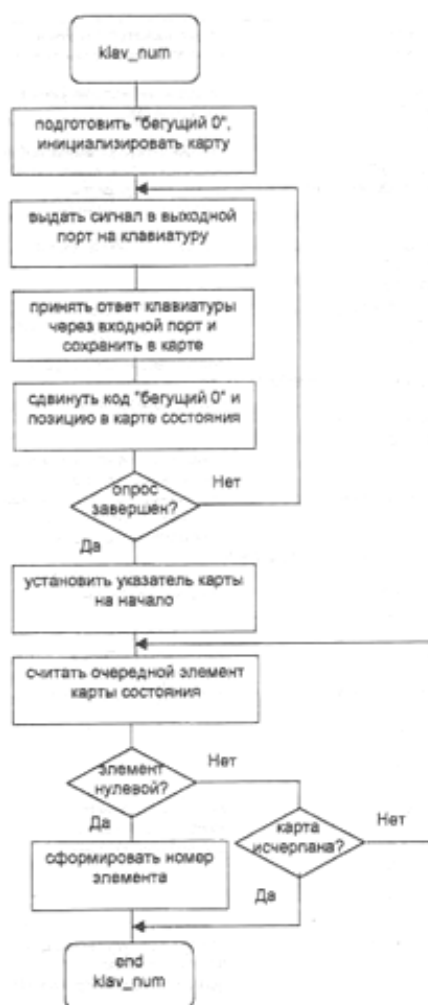 klav_num
подготовить "бегущий 0",
инициализировать карту
выдать сигнал в выходной
порт на клавиатуру
принять ответ клавиатуры
через входной порт и
сохранить в карте
сдвинуть код "бегущий 0" и
позицию в карте состояния
опрос
завершен?
Нет
Да
установить указатель карты
на начало
считать очередной элемент
карты состояния
элемент
нулевой?
Нет
Да
карта
исчерпана?
Нет
сформировать номер
элемента
Да
end
klav_num